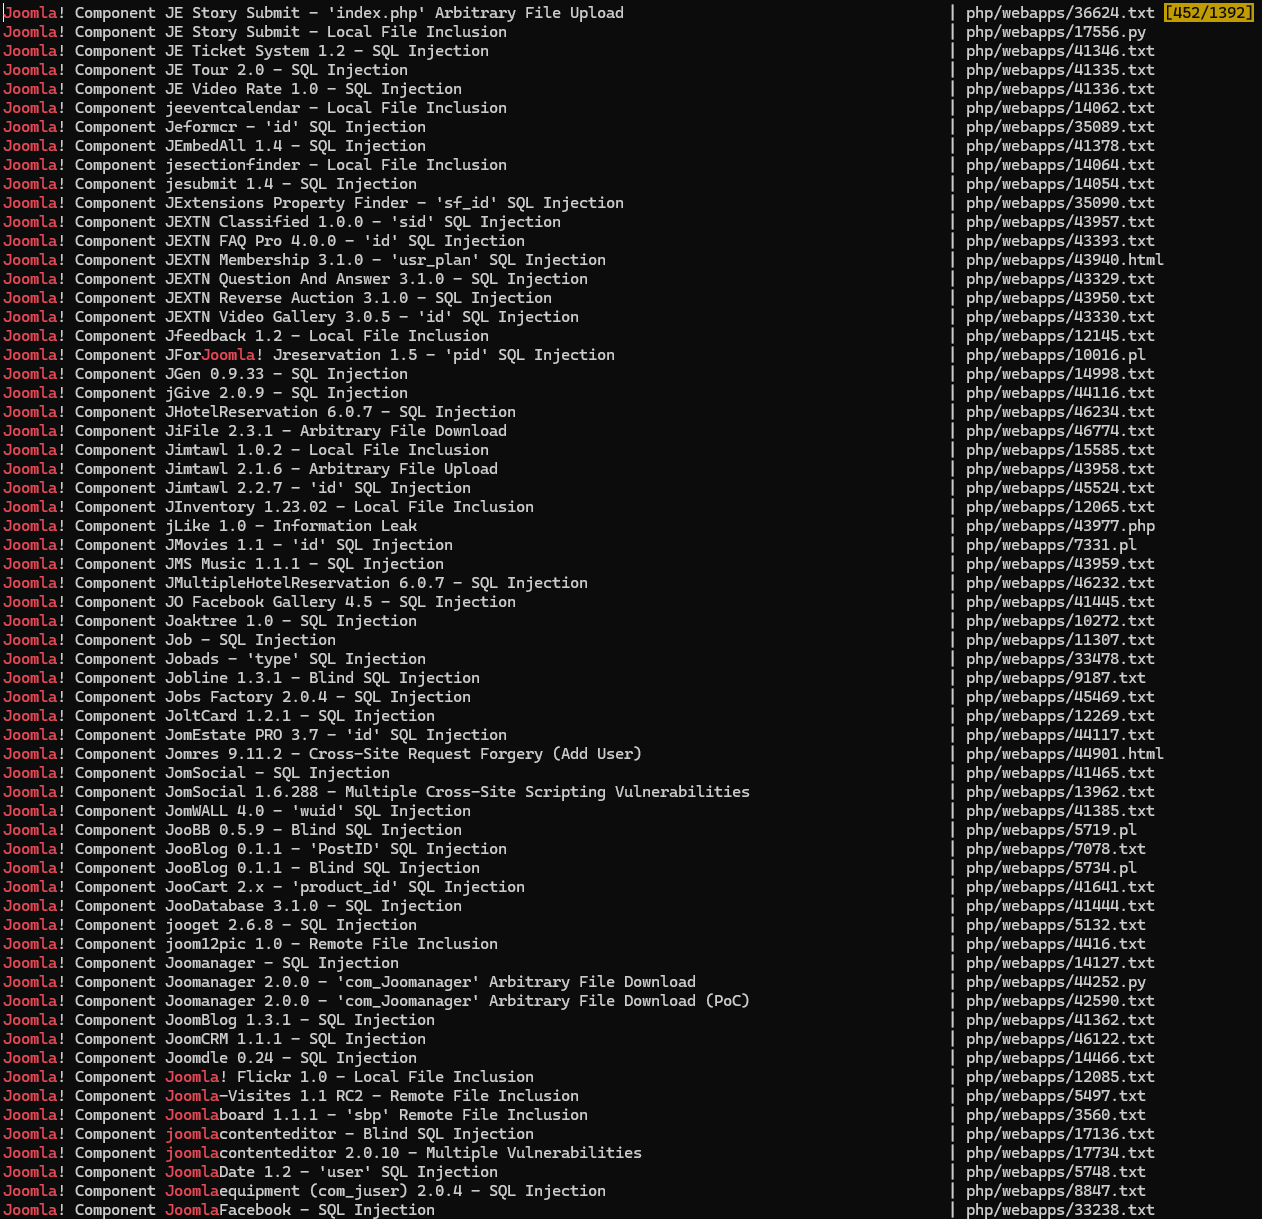 Joomla! Component JE Story Submit - 'index.php' Arbitrary File Upload | php/webapps/36624.txt [452/1392]
Joomla! Component JE Story Submit - Local File Inclusion | php/webapps/17556.py
Joomla! Component JE Ticket System 1.2 - SQL Injection | php/webapps/41346.txt
Joomla! Component JE Tour 2.0 - SQL Injection | php/webapps/41335.txt
Joomla! Component JE Video Rate 1.0 - SQL Injection | php/webapps/41336.txt
Joomla! Component jeeventcalendar - Local File Inclusion | php/webapps/14062.txt
Joomla! Component Jeformcr - 'id' SQL Injection | php/webapps/35089.txt
Joomla! Component JEmbedAll 1.4 - SQL Injection | php/webapps/41378.txt
Joomla! Component jesectionfinder - Local File Inclusion | php/webapps/14064.txt
Joomla! Component jesubmit 1.4 - SQL Injection | php/webapps/14054.txt
Joomla! Component JExtensions Property Finder - 'sf_id' SQL Injection | php/webapps/35090.txt
Joomla! Component JEXTN Classified 1.0.0 - 'sid' SQL Injection | php/webapps/43957.txt
Joomla! Component JEXTN FAQ Pro 4.0.0 - 'id' SQL Injection | php/webapps/43393.txt
Joomla! Component JEXTN Membership 3.1.0 - 'usr_plan' SQL Injection | php/webapps/43940.html
Joomla! Component JEXTN Question And Answer 3.1.0 - SQL Injection | php/webapps/43329.txt
Joomla! Component JEXTN Reverse Auction 3.1.0 - SQL Injection | php/webapps/43950.txt
Joomla! Component JEXTN Video Gallery 3.0.5 - 'id' SQL Injection | php/webapps/43330.txt
Joomla! Component Jfeedback 1.2 - Local File Inclusion | php/webapps/12145.txt
Joomla! Component JForJoomla! Jreservation 1.5 - 'pid' SQL Injection | php/webapps/10016.pl
Joomla! Component JGen 0.9.33 - SQL Injection | php/webapps/14998.txt
Joomla! Component jGive 2.0.9 - SQL Injection | php/webapps/44116.txt
Joomla! Component JHotelReservation 6.0.7 - SQL Injection | php/webapps/46234.txt
Joomla! Component JiFile 2.3.1 - Arbitrary File Download | php/webapps/46774.txt
Joomla! Component Jimtawl 1.0.2 - Local File Inclusion | php/webapps/15585.txt
Joomla! Component Jimtawl 2.1.6 - Arbitrary File Upload | php/webapps/43958.txt
Joomla! Component Jimtawl 2.2.7 - 'id' SQL Injection | php/webapps/45524.txt
Joomla! Component JInventory 1.23.02 - Local File Inclusion | php/webapps/12065.txt
Joomla! Component jLike 1.0 - Information Leak | php/webapps/43977.php
Joomla! Component JMovies 1.1 - 'id' SQL Injection | php/webapps/7331.pl
Joomla! Component JMS Music 1.1.1 - SQL Injection | php/webapps/43959.txt
Joomla! Component JMultipleHotelReservation 6.0.7 - SQL Injection | php/webapps/46232.txt
Joomla! Component JO Facebook Gallery 4.5 - SQL Injection | php/webapps/41445.txt
Joomla! Component Joaktree 1.0 - SQL Injection | php/webapps/10272.txt
Joomla! Component Job - SQL Injection | php/webapps/11307.txt
Joomla! Component Jobads - 'type' SQL Injection | php/webapps/33478.txt
Joomla! Component Jobline 1.3.1 - Blind SQL Injection | php/webapps/9187.txt
Joomla! Component Jobs Factory 2.0.4 - SQL Injection | php/webapps/45469.txt
Joomla! Component JoltCard 1.2.1 - SQL Injection | php/webapps/12269.txt
Joomla! Component JomEstate PRO 3.7 - 'id' SQL Injection | php/webapps/44117.txt
Joomla! Component Jomres 9.11.2 - Cross-Site Request Forgery (Add User) | php/webapps/44901.html
Joomla! Component JomSocial - SQL Injection | php/webapps/41465.txt
Joomla! Component JomSocial 1.6.288 - Multiple Cross-Site Scripting Vulnerabilities | php/webapps/13962.txt
Joomla! Component JomWALL 4.0 - 'wuid' SQL Injection | php/webapps/41385.txt
Joomla! Component JooBB 0.5.9 - Blind SQL Injection | php/webapps/5719.pl
Joomla! Component JooBlog 0.1.1 - 'PostID' SQL Injection | php/webapps/7078.txt
Joomla! Component JooBlog 0.1.1 - Blind SQL Injection | php/webapps/5734.pl
Joomla! Component JooCart 2.x - 'product_id' SQL Injection | php/webapps/41641.txt
Joomla! Component JooDatabase 3.1.0 - SQL Injection | php/webapps/41444.txt
Joomla! Component jooget 2.6.8 - SQL Injection | php/webapps/5132.txt
Joomla! Component joom12pic 1.0 - Remote File Inclusion | php/webapps/4416.txt
Joomla! Component Joomanager - SQL Injection | php/webapps/14127.txt
Joomla! Component Joomanager 2.0.0 - 'com_Joomanager' Arbitrary File Download | php/webapps/44252.py
Joomla! Component Joomanager 2.0.0 - 'com_Joomanager' Arbitrary File Download (PoC) | php/webapps/42590.txt
Joomla! Component JoomBlog 1.3.1 - SQL Injection | php/webapps/41362.txt
Joomla! Component JoomCRM 1.1.1 - SQL Injection | php/webapps/46122.txt
Joomla! Component Joomdle 0.24 - SQL Injection | php/webapps/14466.txt
Joomla! Component Joomla! Flickr 1.0 - Local File Inclusion | php/webapps/12085.txt
Joomla! Component Joomla-Visites 1.1 RC2 - Remote File Inclusion | php/webapps/5497.txt
Joomla! Component Joomlaboard 1.1.1 - 'sbp' Remote File Inclusion | php/webapps/3560.txt
Joomla! Component joomlacontenteditor - Blind SQL Injection | php/webapps/17136.txt
Joomla! Component joomlacontenteditor 2.0.10 - Multiple Vulnerabilities | php/webapps/17734.txt
Joomla! Component JoomlaDate 1.2 - 'user' SQL Injection | php/webapps/5748.txt
Joomla! Component Joomlaequipment (com_juser) 2.0.4 - SQL Injection | php/webapps/8847.txt
Joomla! Component JoomlaFacebook - SQL Injection | php/webapps/33238.txt